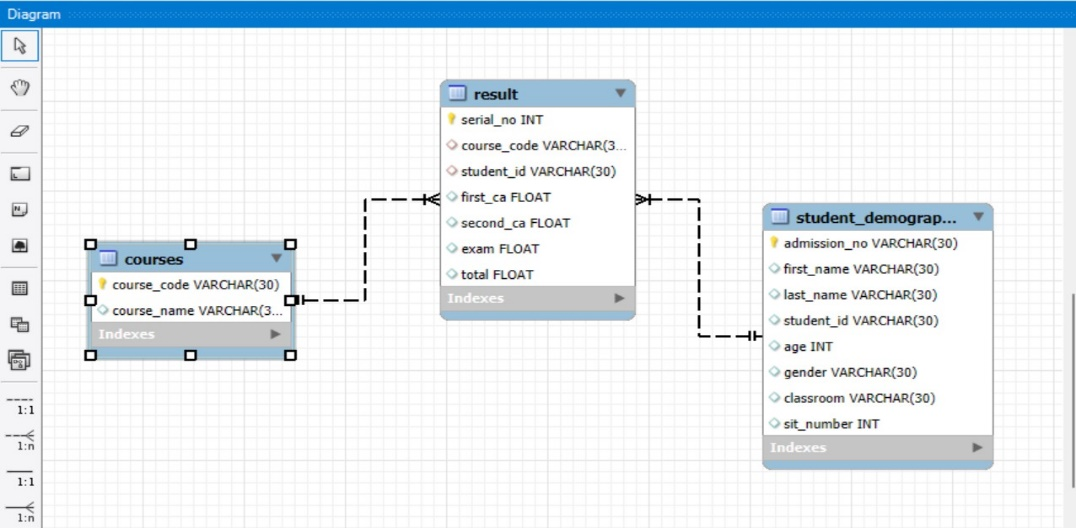 Diagram
result
serial_no INT
course_code VARCHAR(3...
student_id VARCHAR(30)
first_ca FLOAT
second_ca FLOAT
exam FLOAT
total FLOAT
Indexes
courses
course_code VARCHAR(30)
course_name VARCHAR(3...
Indexes
student_demograp...
admission_no VARCHAR(30)
first_name VARCHAR(30)
last_name VARCHAR(30)
student_id VARCHAR(30)
age INT
gender VARCHAR(30)
classroom VARCHAR(30)
sit_number INT
Indexes
1:1
1:n
1:1
1:n